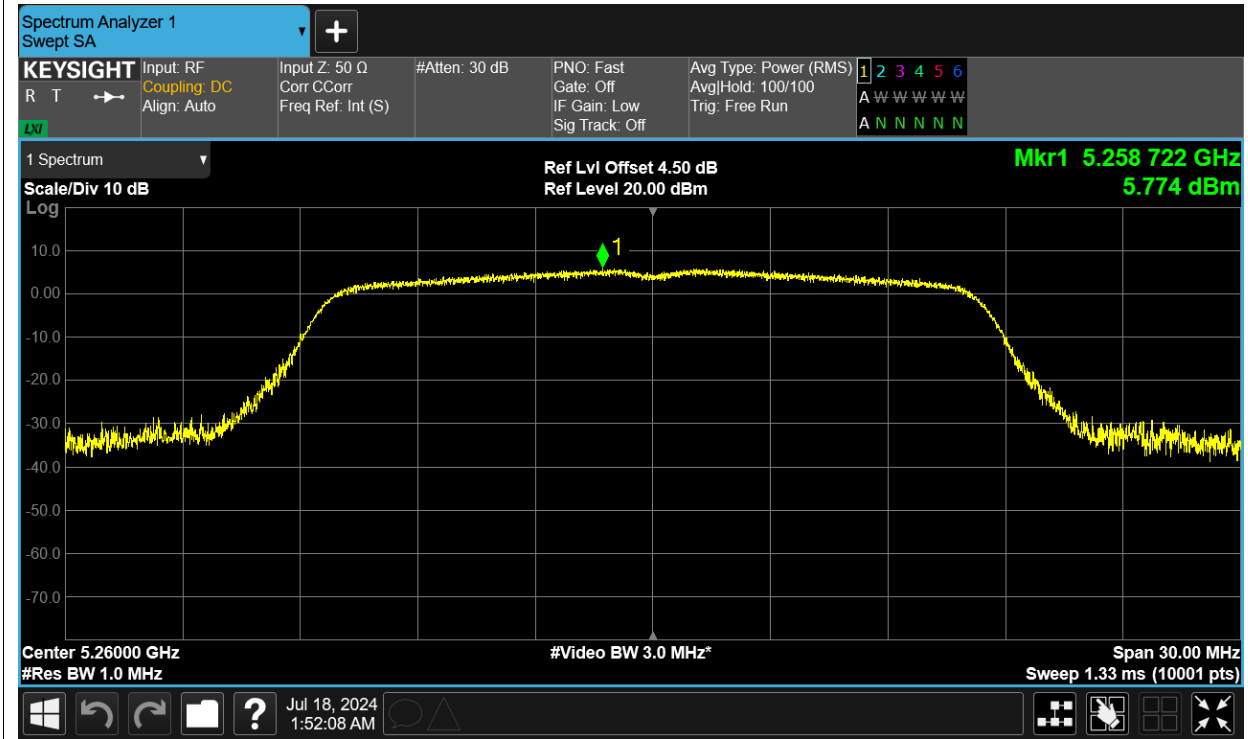 Spectrum Analyzer 1
Swept SA
KEYSIGHT
R T
LXI
Input: RF
Coupling: DC
Align: Auto
Input Z: 50 Ω
Corr CCorr
Freq Ref: Int (S)
#Atten: 30 dB
PNO: Fast
Gate: Off
IF Gain: Low
Sig Track: Off
Avg Type: Power (RMS)
Avg|Hold: 100/100
Trig: Free Run
1 2 3 4 5 6
A W W W W W
A N N N N N
1 Spectrum
Scale/Div 10 dB
Log
Ref Lvl Offset 4.50 dB
Ref Level 20.00 dBm
Mkr1 5.258 722 GHz
5.774 dBm
1
10.0
0.00
-10.0
-20.0
-30.0
-40.0
-50.0
-60.0
-70.0
Center 5.26000 GHz
#Video BW 3.0 MHz*
Span 30.00 MHz
#Res BW 1.0 MHz
Sweep 1.33 ms (10001 pts)
?
Jul 18, 2024
1:52:08 AM